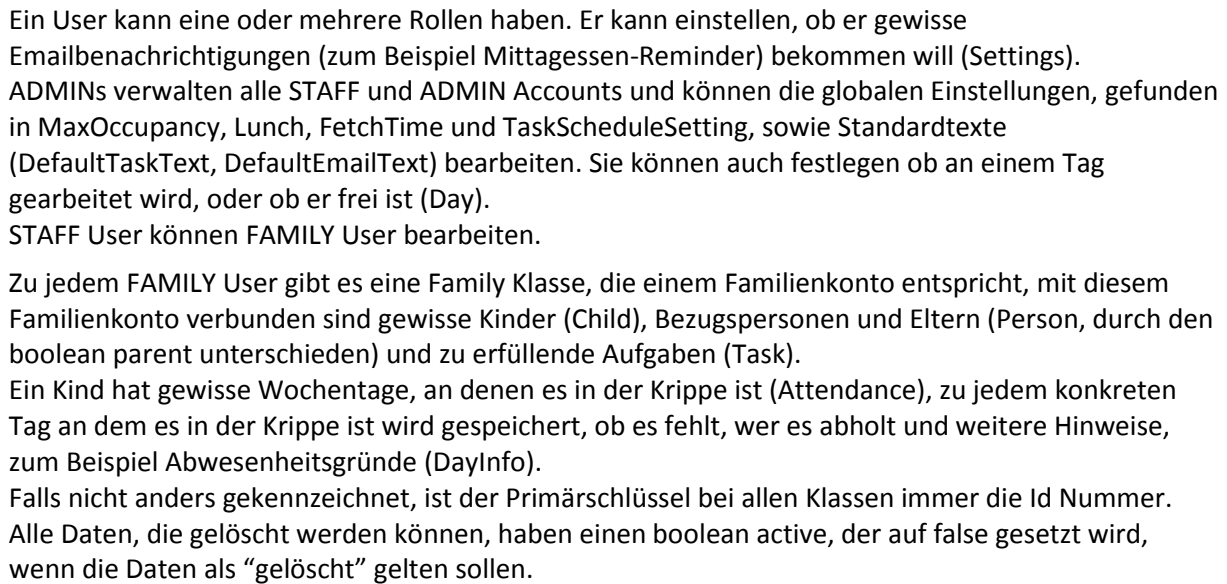 Ein User kann eine oder mehrere Rollen haben. Er kann einstellen, ob er gewisse
Emailbenachrichtigungen (zum Beispiel Mittagessen-Reminder) bekommen will (Settings).
ADMINs verwalten alle STAFF und ADMIN Accounts und können die globalen Einstellungen, gefunden
in MaxOccupancy, Lunch, FetchTime und TaskScheduleSetting, sowie Standardtexte
(DefaultTaskText, DefaultEmailText) bearbeiten. Sie können auch festlegen ob an einem Tag
gearbeitet wird, oder ob er frei ist (Day).
STAFF User können FAMILY User bearbeiten.
Zu jedem FAMILY User gibt es eine Family Klasse, die einem Familienkonto entspricht, mit diesem
Familienkonto verbunden sind gewisse Kinder (Child), Bezugspersonen und Eltern (Person, durch den
boolean parent unterschieden) und zu erfüllende Aufgaben (Task).
Ein Kind hat gewisse Wochentage, an denen es in der Krippe ist (Attendance), zu jedem konkreten
Tag an dem es in der Krippe ist wird gespeichert, ob es fehlt, wer es abholt und weitere Hinweise,
zum Beispiel Abwesenheitsgründe (DayInfo).
Falls nicht anders gekennzeichnet, ist der Primärschlüssel bei allen Klassen immer die Id Nummer.
Alle Daten, die gelöscht werden können, haben einen boolean active, der auf false gesetzt wird,
wenn die Daten als “gelöscht” gelten sollen.